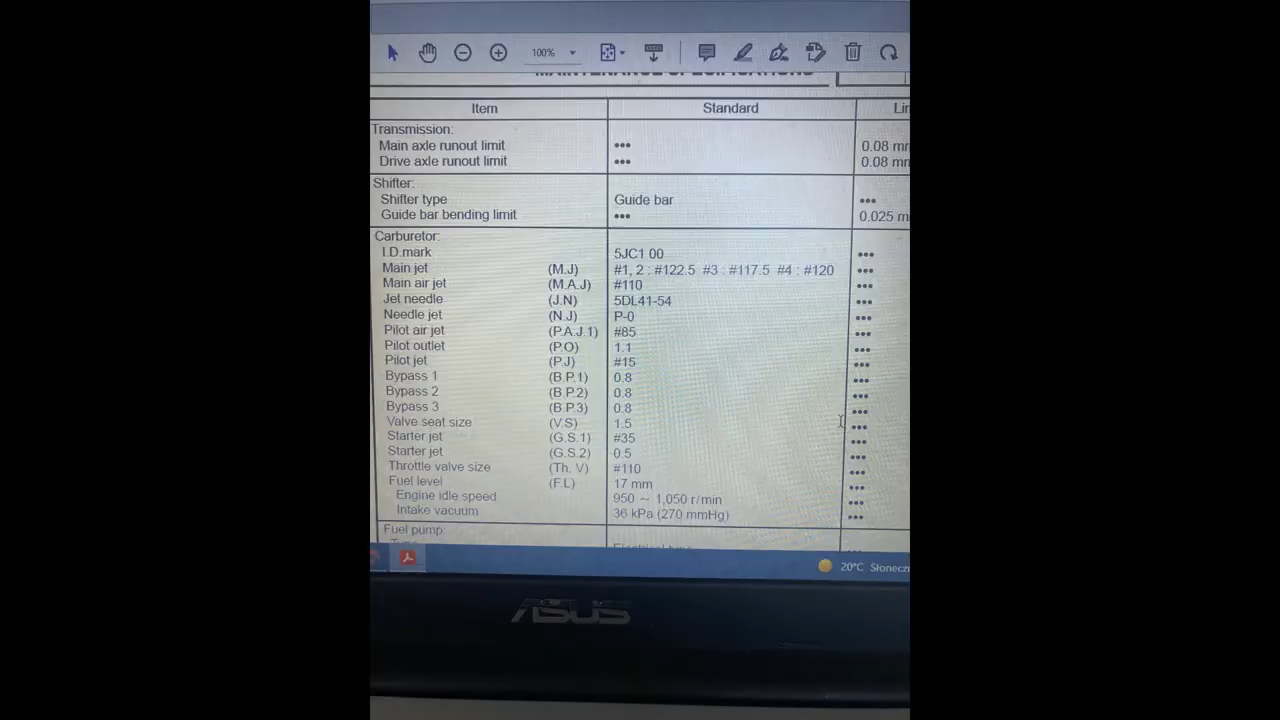 100%
MAINTENANCE SPECIFICATIONS
Item Standard
Transmission:
Main axle runout limit ••• 0.08
Drive axle runout limit ••• 0.08
Shifter:
Shifter type Guide bar •••
Guide bar bending limit ••• 0.025
Carburetor:
I.D.mark 5JC1 00 •••
Main jet (M.J) #1, 2 : #122.5 #3 : #117.5 #4 : #120 •••
Main air jet (M.A.J) #110 •••
Jet needle (J.N) 5DL41-54 •••
Needle jet (N.J) P-0 •••
Pilot air jet (P.A.J.1) #85 •••
Pilot outlet (P.O) 1.1 •••
Pilot jet (P.J) #15 •••
Bypass 1 (B.P.1) 0.8 •••
Bypass 2 (B.P.2) 0.8 •••
Bypass 3 (B.P.3) 0.8 •••
Valve seat size (V.S) 1.5 •••
Starter jet (G.S.1) #35 •••
Starter jet (G.S.2) 0.5 •••
Throttle valve size (Th. V) #110 •••
Fuel level (F.L) 17 mm •••
Engine idle speed 950 ~ 1,050 r/min •••
Intake vacuum 36 kPa (270 mmHg) •••
Fuel pump:
20°C
ASUS